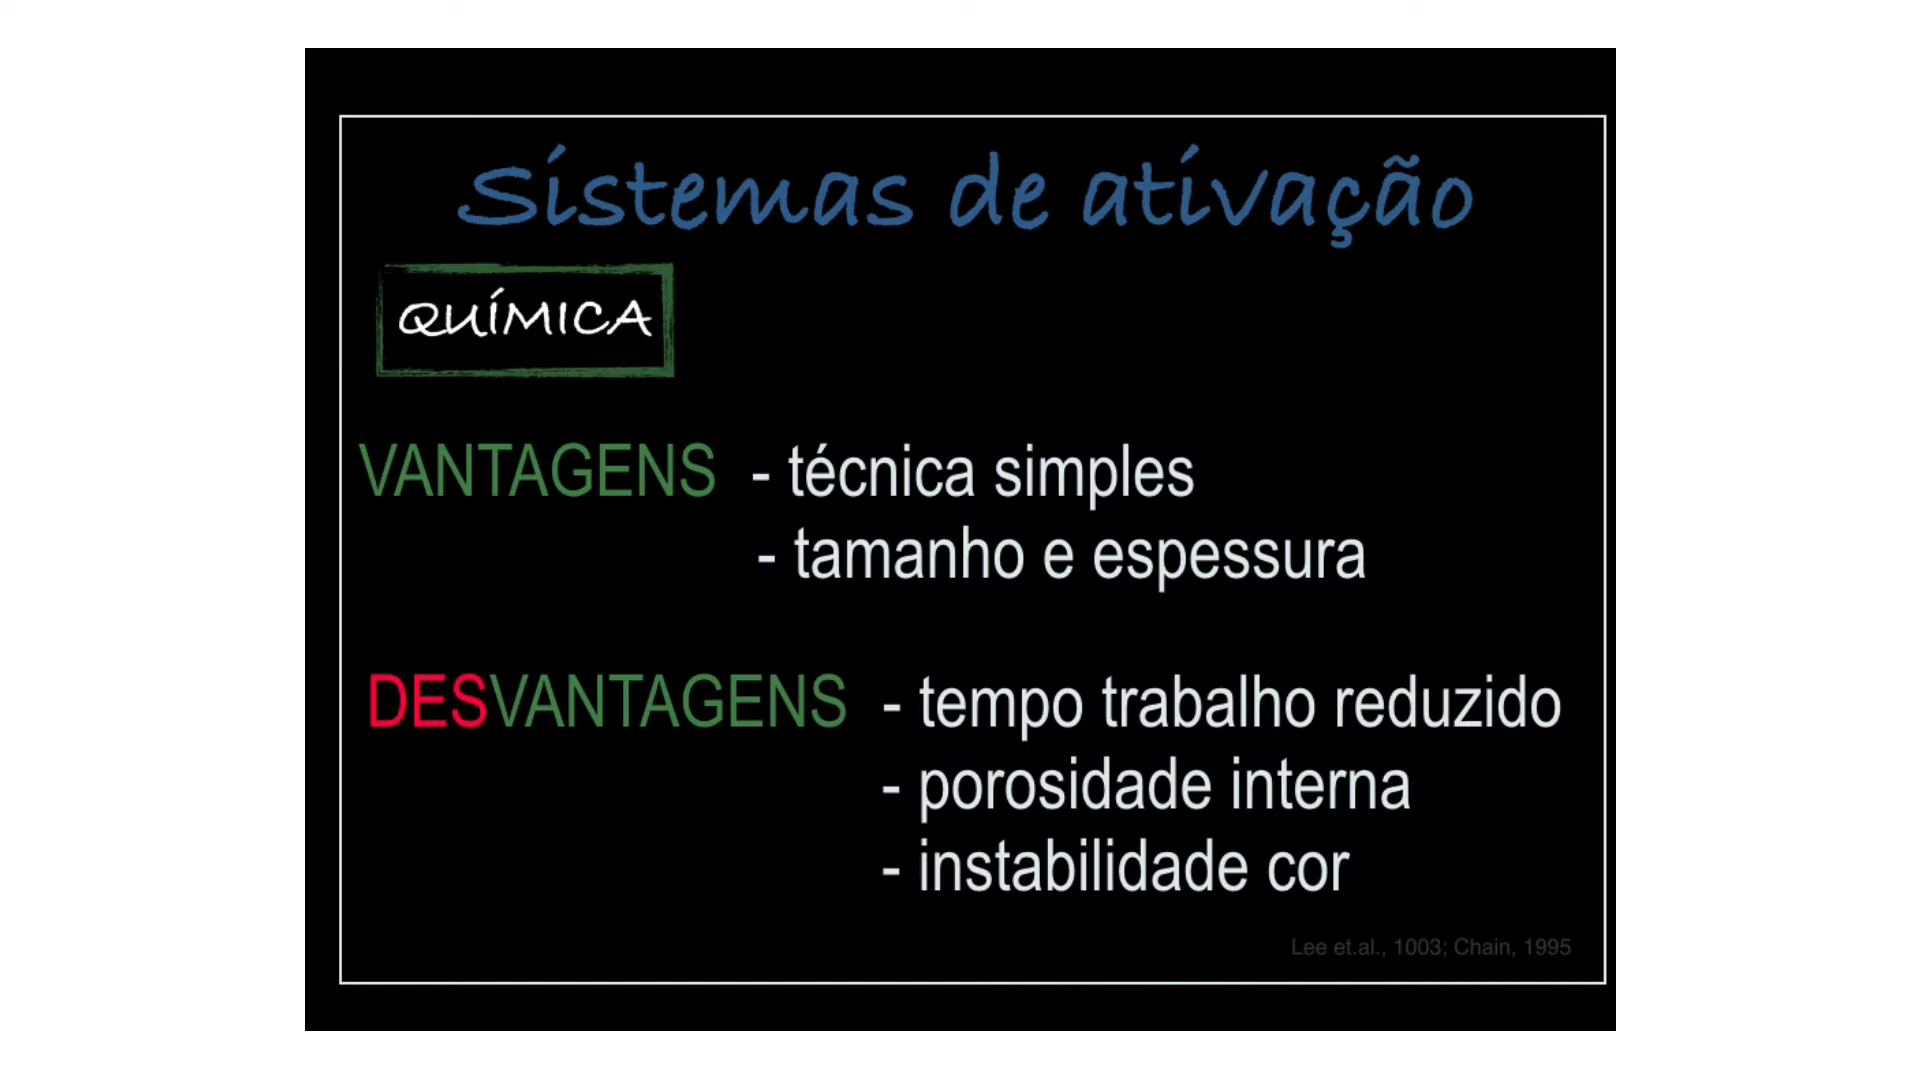 Sistemas de ativação
QUÍMICA
VANTAGENS - técnica simples
- tamanho e espessura
DESVANTAGENS - tempo trabalho reduzido
- porosidade interna
- instabilidade cor
Lee et.al., 1003; Chain, 1995